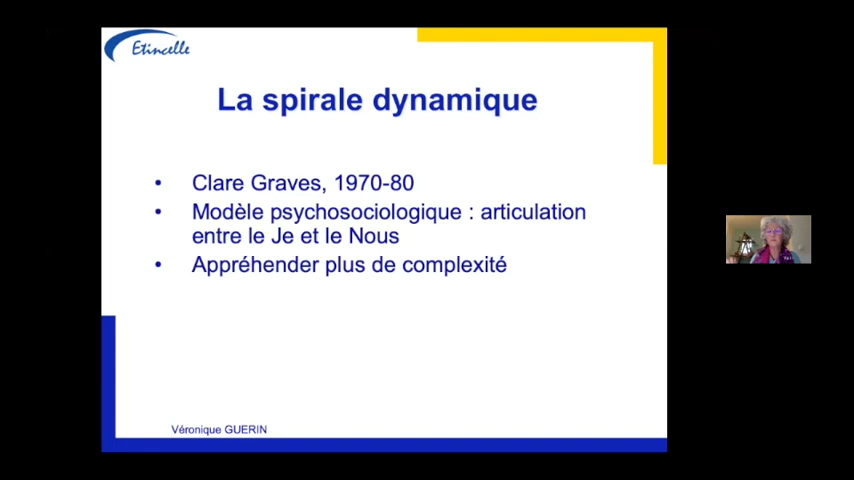 Etincelle
La spirale dynamique
• Clare Graves, 1970-80
• Modèle psychosociologique : articulation
entre le Je et le Nous
• Appréhender plus de complexité
Véronique GUERIN